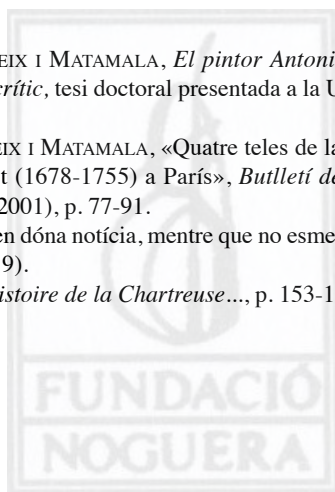 EIX I MATAMALA, El pintor Antoni
crític, tesi doctoral presentada a la U
EIX I MATAMALA, «Quatre teles de la
t (1678-1755) a París», Butlletí de
2001), p. 77-91.
en dóna notícia, mentre que no esme
9).
istoire de la Chartreuse..., p. 153-1
FUNDACIÓ
NOGUERA